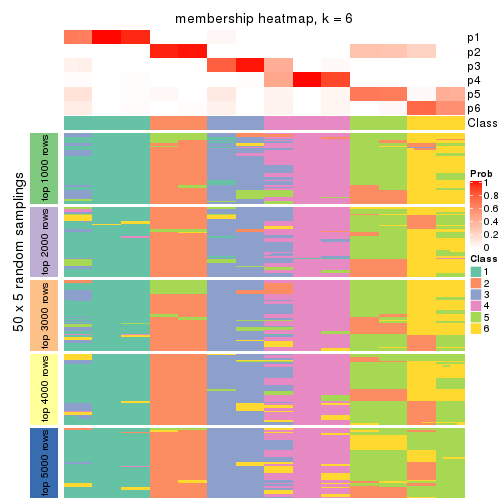 membership heatmap, k = 6
p1
p2
p3
p4
p5
p6
Class
50 x 5 random samplings
top 1000 rows
top 2000 rows
top 3000 rows
top 4000 rows
top 5000 rows
Prob
1
0.8
0.6
0.4
0.2
0
Class
1
2
3
4
5
6